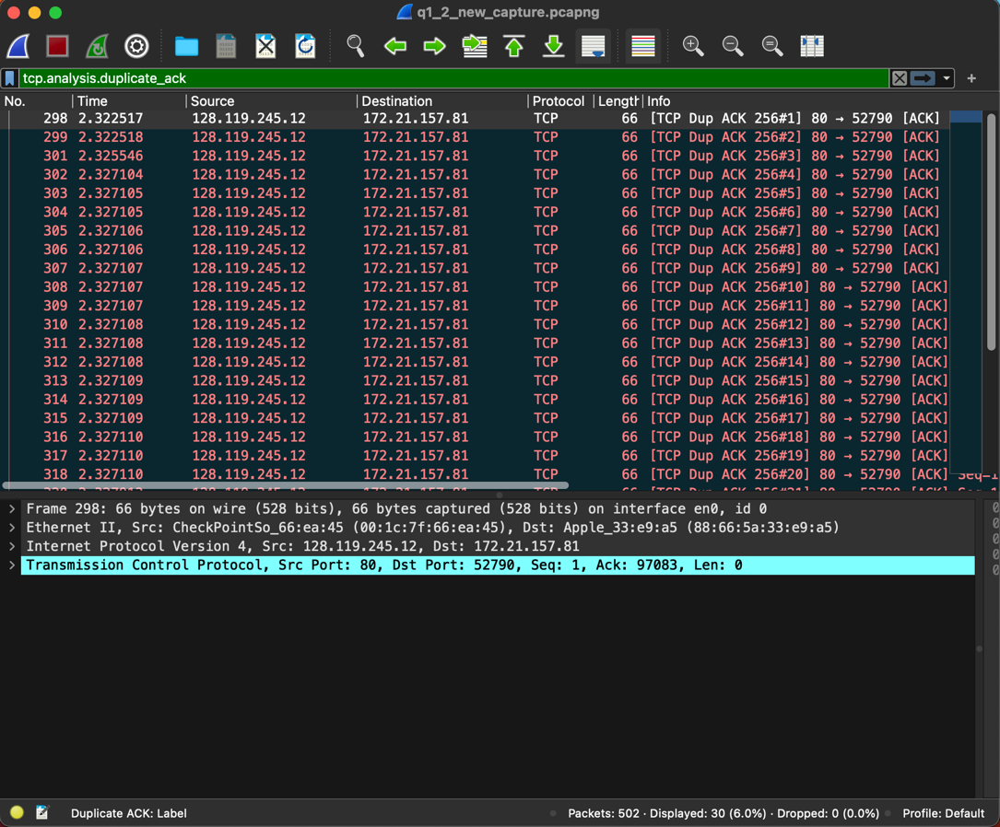 q1_2_new_capture.pcapng
tcp.analysis.duplicate_ack
No. Time Source Destination Protocol Length Info
298 2.322517 128.119.245.12 172.21.157.81 TCP 66 [TCP Dup ACK 256#1] 80 → 52790 [ACK]
299 2.322518 128.119.245.12 172.21.157.81 TCP 66 [TCP Dup ACK 256#2] 80 → 52790 [ACK]
301 2.325546 128.119.245.12 172.21.157.81 TCP 66 [TCP Dup ACK 256#3] 80 → 52790 [ACK]
302 2.327104 128.119.245.12 172.21.157.81 TCP 66 [TCP Dup ACK 256#4] 80 → 52790 [ACK]
303 2.327105 128.119.245.12 172.21.157.81 TCP 66 [TCP Dup ACK 256#5] 80 → 52790 [ACK]
304 2.327105 128.119.245.12 172.21.157.81 TCP 66 [TCP Dup ACK 256#6] 80 → 52790 [ACK]
305 2.327106 128.119.245.12 172.21.157.81 TCP 66 [TCP Dup ACK 256#7] 80 → 52790 [ACK]
306 2.327106 128.119.245.12 172.21.157.81 TCP 66 [TCP Dup ACK 256#8] 80 → 52790 [ACK]
307 2.327107 128.119.245.12 172.21.157.81 TCP 66 [TCP Dup ACK 256#9] 80 → 52790 [ACK]
308 2.327107 128.119.245.12 172.21.157.81 TCP 66 [TCP Dup ACK 256#10] 80 → 52790 [ACK]
309 2.327107 128.119.245.12 172.21.157.81 TCP 66 [TCP Dup ACK 256#11] 80 → 52790 [ACK]
310 2.327108 128.119.245.12 172.21.157.81 TCP 66 [TCP Dup ACK 256#12] 80 → 52790 [ACK]
311 2.327108 128.119.245.12 172.21.157.81 TCP 66 [TCP Dup ACK 256#13] 80 → 52790 [ACK]
312 2.327108 128.119.245.12 172.21.157.81 TCP 66 [TCP Dup ACK 256#14] 80 → 52790 [ACK]
313 2.327109 128.119.245.12 172.21.157.81 TCP 66 [TCP Dup ACK 256#15] 80 → 52790 [ACK]
314 2.327109 128.119.245.12 172.21.157.81 TCP 66 [TCP Dup ACK 256#16] 80 → 52790 [ACK]
315 2.327109 128.119.245.12 172.21.157.81 TCP 66 [TCP Dup ACK 256#17] 80 → 52790 [ACK]
316 2.327110 128.119.245.12 172.21.157.81 TCP 66 [TCP Dup ACK 256#18] 80 → 52790 [ACK]
317 2.327110 128.119.245.12 172.21.157.81 TCP 66 [TCP Dup ACK 256#19] 80 → 52790 [ACK]
318 2.327110 128.119.245.12 172.21.157.81 TCP 66 [TCP Dup ACK 256#20] 80 → 52790 [ACK]
Frame 298: 66 bytes on wire (528 bits), 66 bytes captured (528 bits) on interface en0, id 0
Ethernet II, Src: CheckPointSo_66:ea:45 (00:1c:7f:66:ea:45), Dst: Apple_33:e9:a5 (88:66:5a:33:e9:a5)
Internet Protocol Version 4, Src: 128.119.245.12, Dst: 172.21.157.81
Transmission Control Protocol, Src Port: 80, Dst Port: 52790, Seq: 1, Ack: 97083, Len: 0
Duplicate ACK: Label
Packets: 502 · Displayed: 30 (6.0%) · Dropped: 0 (0.0%)
Profile: Default